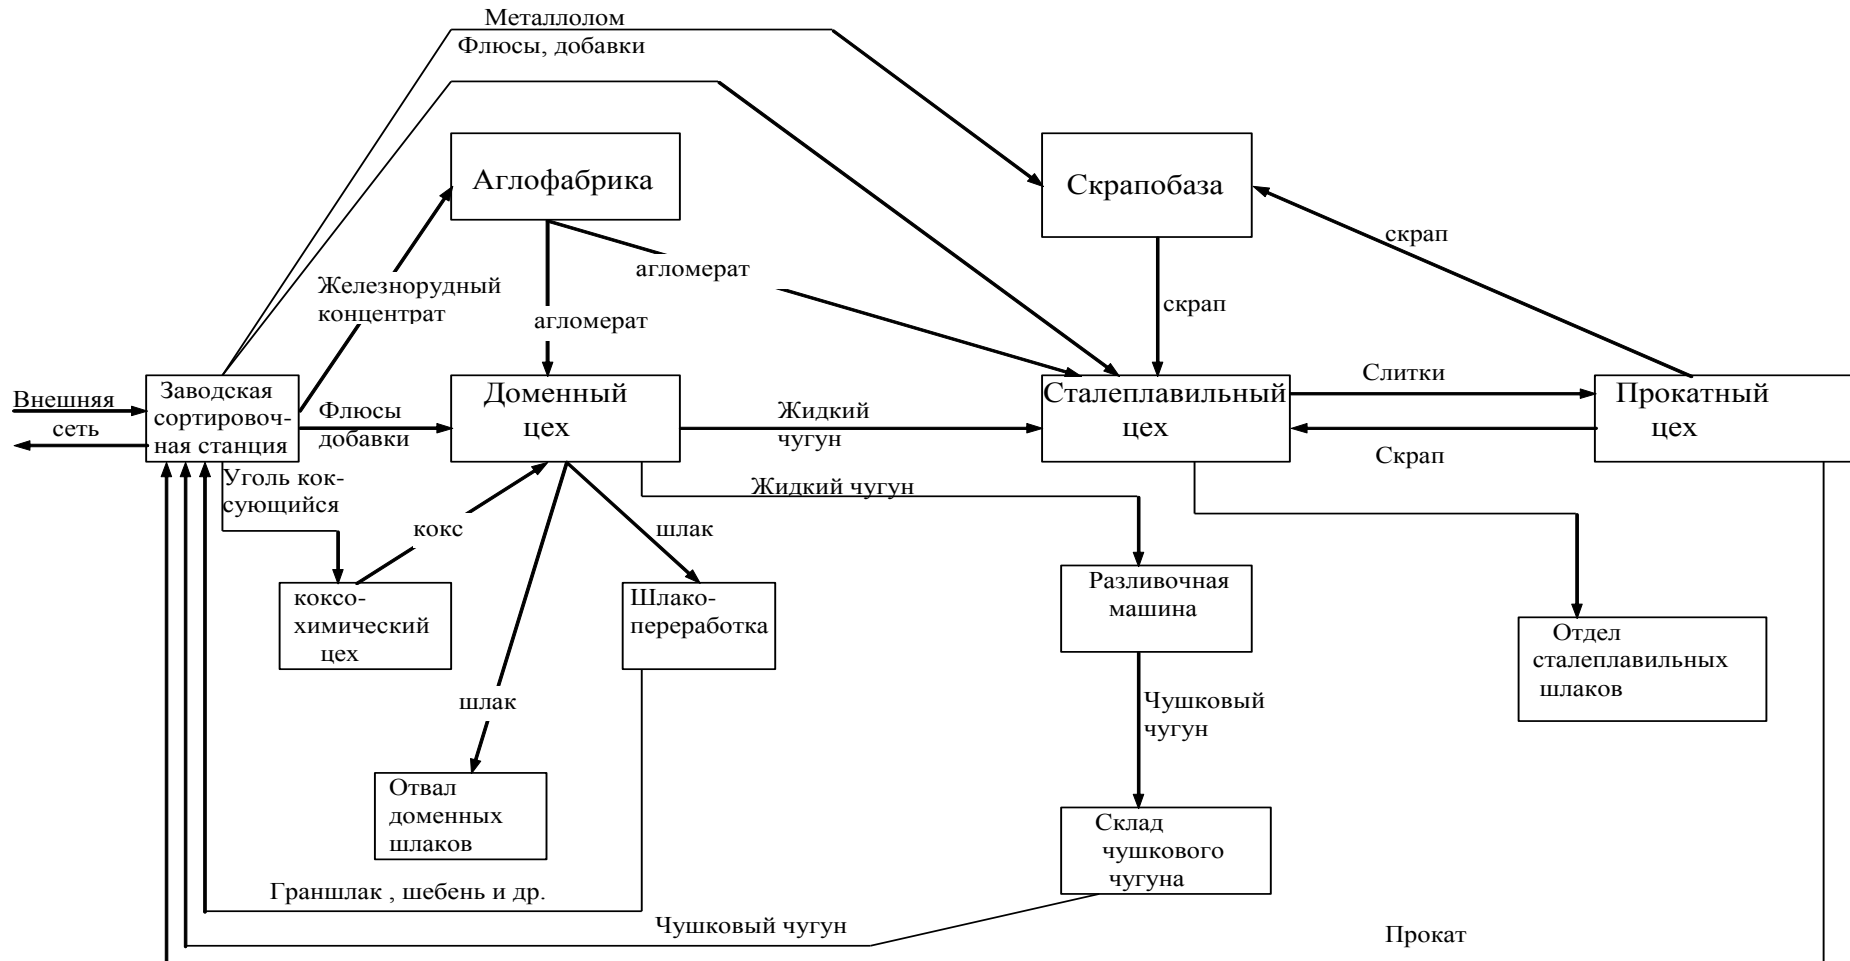 Металлолом
Флюсы, добавки
Аглофабрика
Скрапобаза
скрап
агломерат
Железнорудный
концентрат
агломерат
скрап
Внешняя
сеть
Заводская
сортировоч-
ная станция
Флюсы
добавки
Доменный
цех
Жидкий
чугун
Сталеплавильный
цех
Слитки
Скрап
Прокатный
цех
Уголь кок-
сующийся
Жидкий чугун
кокс
шлак
коксо-
химический
цех
Шлако-
переработка
Разливочная
машина
Отдел
сталеплавильных
шлаков
шлак
Чушковый
чугун
Отвал
доменных
шлаков
Склад
чушкового
чугуна
Граншлак , шебень и др.
Чушковый чугун
Прокат